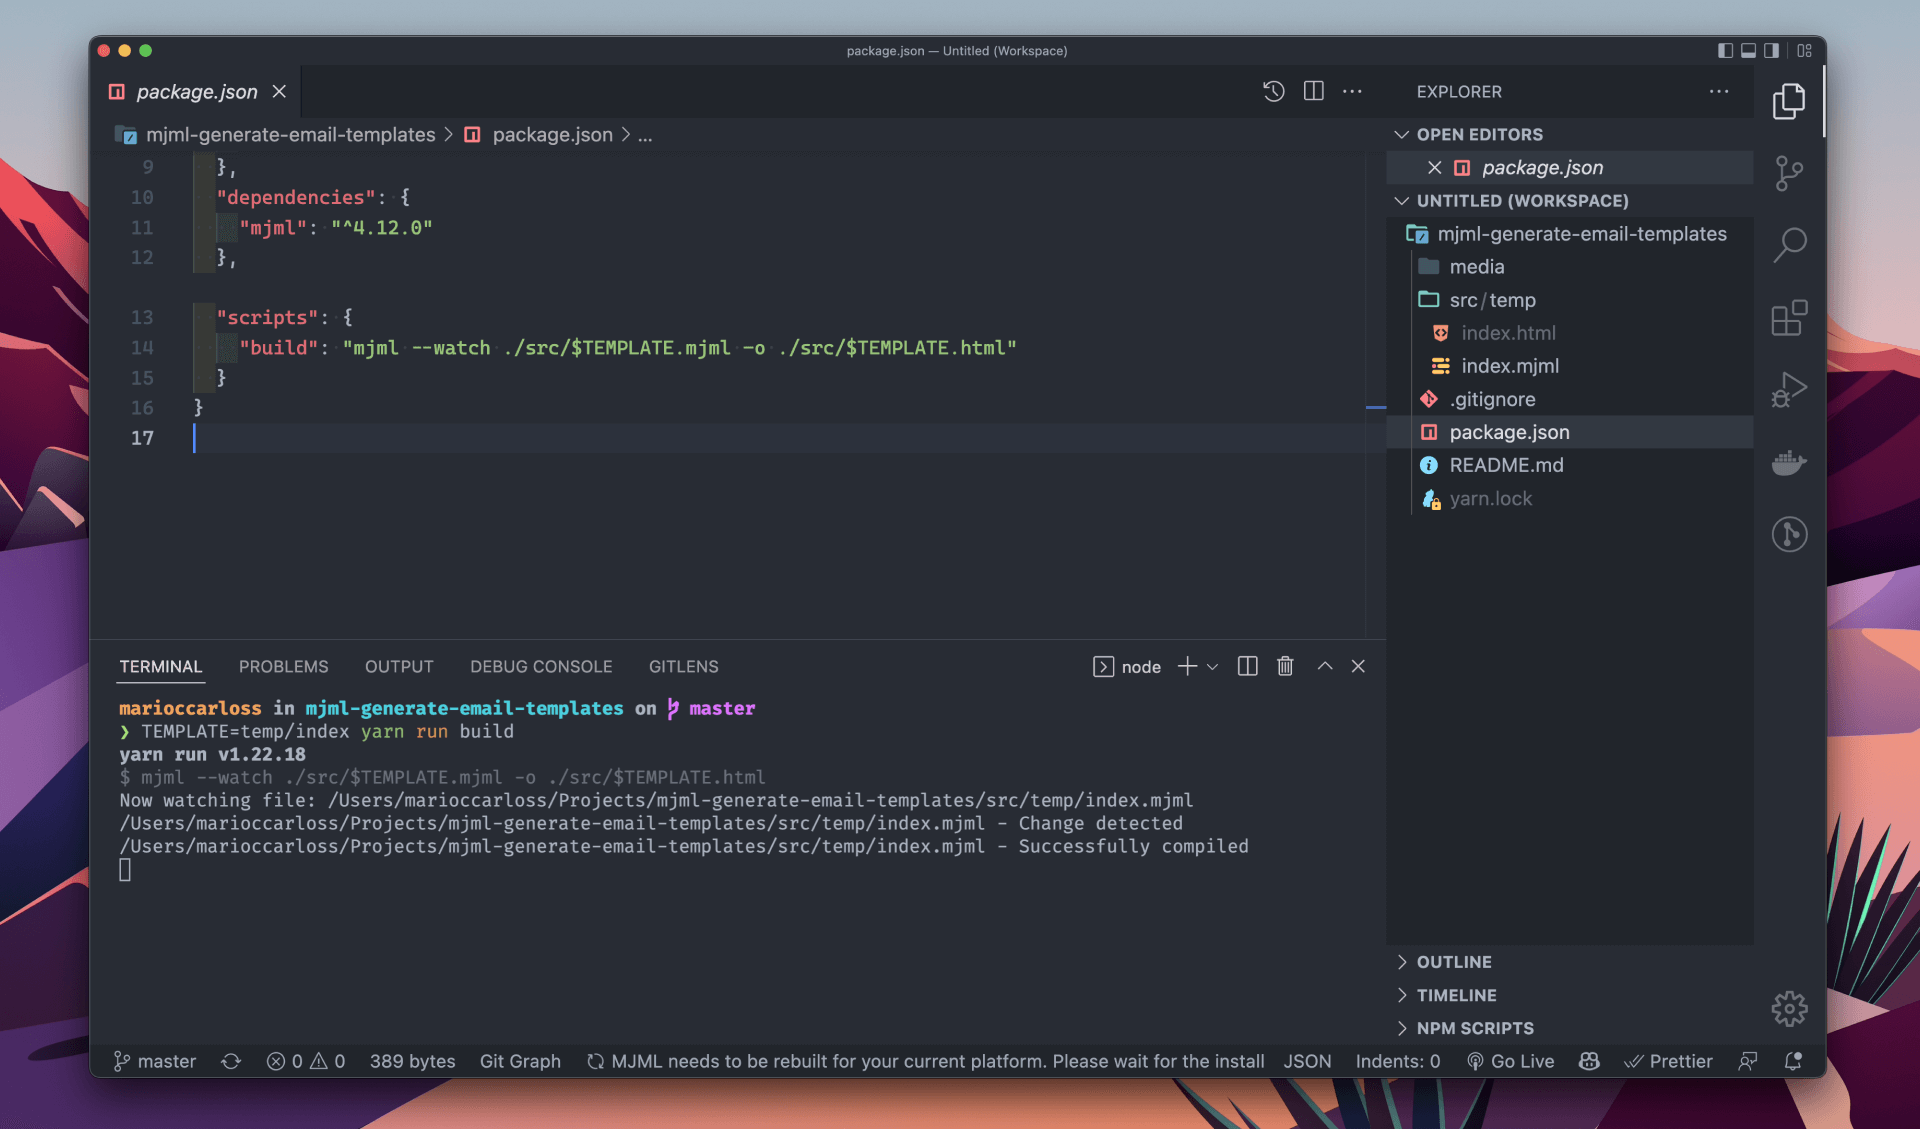 package.json — Untitled (Workspace)
package.json
mjml-generate-email-templates > package.json > ...
9 },
10 "dependencies": {
11 "mjml": "^4.12.0"
12 },
13 "scripts": {
14 "build": "mjml --watch ./src/$TEMPLATE.mjml -o ./src/$TEMPLATE.html"
15 }
16 }
17
TERMINAL PROBLEMS OUTPUT DEBUG CONSOLE GITLENS node
marioccarloss in mjml-generate-email-templates on master
❯ TEMPLATE=temp/index yarn run build
yarn run v1.22.18
$ mjml --watch ./src/$TEMPLATE.mjml -o ./src/$TEMPLATE.html
Now watching file: /Users/marioccarloss/Projects/mjml-generate-email-templates/src/temp/index.mjml
/Users/marioccarloss/Projects/mjml-generate-email-templates/src/temp/index.mjml - Change detected
/Users/marioccarloss/Projects/mjml-generate-email-templates/src/temp/index.mjml - Successfully compiled
EXPLORER
OPEN EDITORS
package.json
UNTITLED (WORKSPACE)
mjml-generate-email-templates
media
src/temp
index.html
index.mjml
.gitignore
package.json
README.md
yarn.lock
OUTLINE
TIMELINE
NPM SCRIPTS
master 0 0 389 bytes Git Graph MJML needs to be rebuilt for your current platform. Please wait for the install JSON Indents: 0 Go Live Prettier